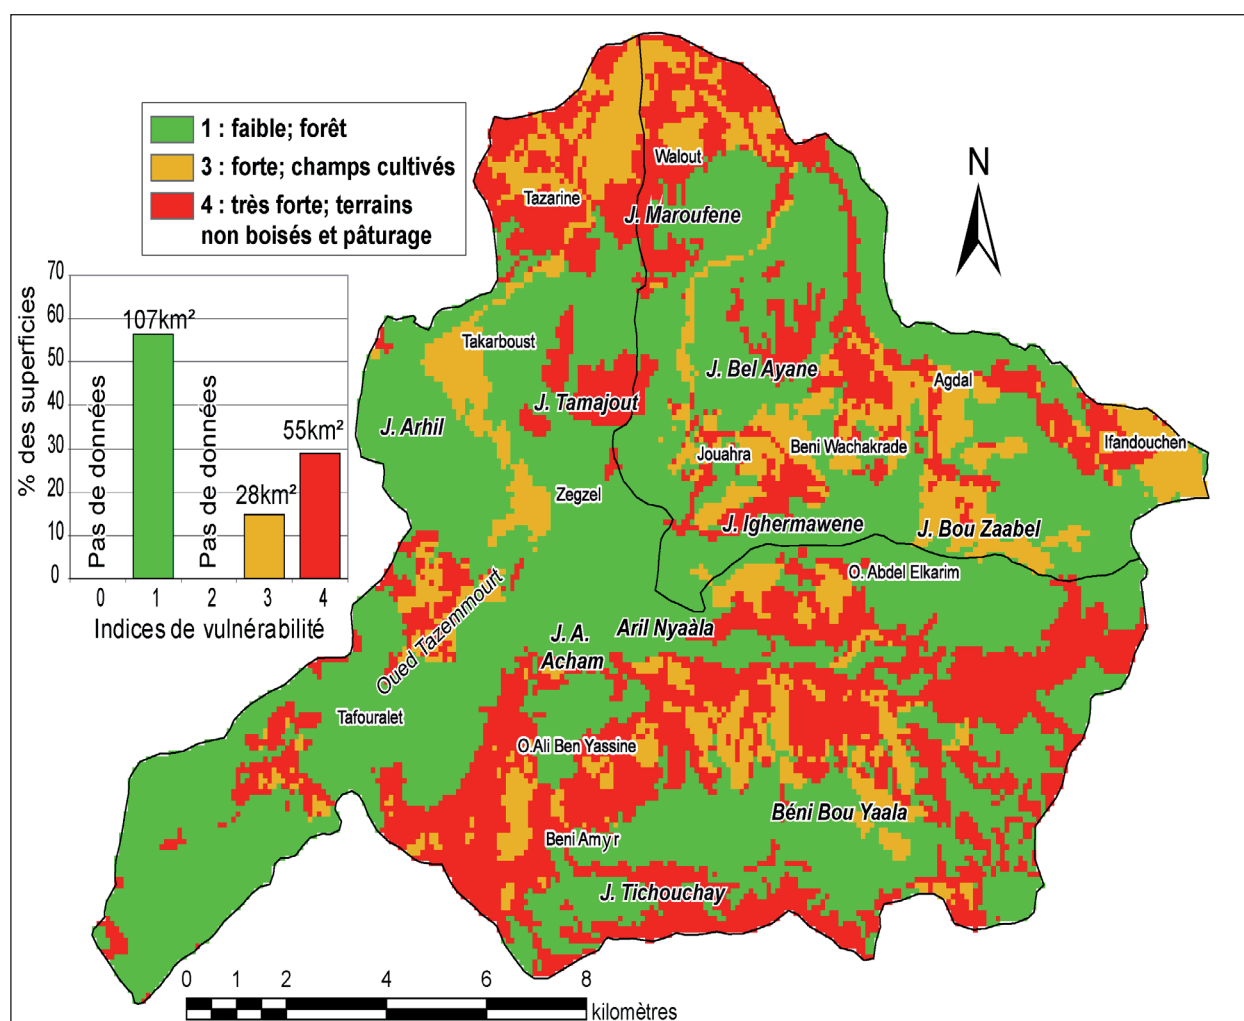 1 : faible; forêt
3 : forte; champs cultivés
4 : très forte; terrains
non boisés et pâturage
N
% des superficies
70
60
50
40
30
20
10
0
Pas de données
107km²
Pas de données
28km²
55km²
0 1 2 3 4
Indices de vulnérabilité
Walout
Tazarine
J. Maroufene
Takarboust
J. Bel Ayane
Agdal
J. Tamajout
J. Arhil
Jouahra
Beni Wachakrade
Ifandouchen
Zegzel
J. Ighermawene
J. Bou Zaabel
O. Abdel Elkarim
Oued Tazemmourt
Aril Nyaàla
J. A.
Acham
Tafouralet
O.Ali Ben Yassine
Béni Bou Yaala
Beni Amyr
J. Tichouchay
0 1 2 4 6 8
kilomètres